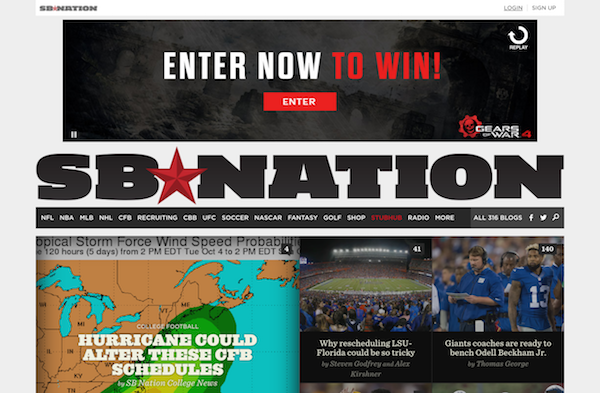 SB★NATION
LOGIN | SIGN UP
ENTER NOW TO WIN!
REPLAY
ENTER
GEARS
OF WAR 4
SB★NATION
NFL NBA MLB NHL CFB RECRUITING CBB UFC SOCCER NASCAR FANTASY GOLF SHOP STUBHUB RADIO MORE ALL 316 BLOGS
opical Storm Force Wind Speed Probabili
e 120 hours (5 days) from 2 PM EDT Tue Oct 4 to 2 PM EDT S
4
COLLEGE FOOTBALL
HURRICANE COULD
ALTER THESE CFB
SCHEDULES
by SB Nation College News
41
Why rescheduling LSU-
Florida could be so tricky
by Steven Godfrey and Alex
Kirshner
140
13
Giants coaches are ready to
bench Odell Beckham Jr.
by Thomas George